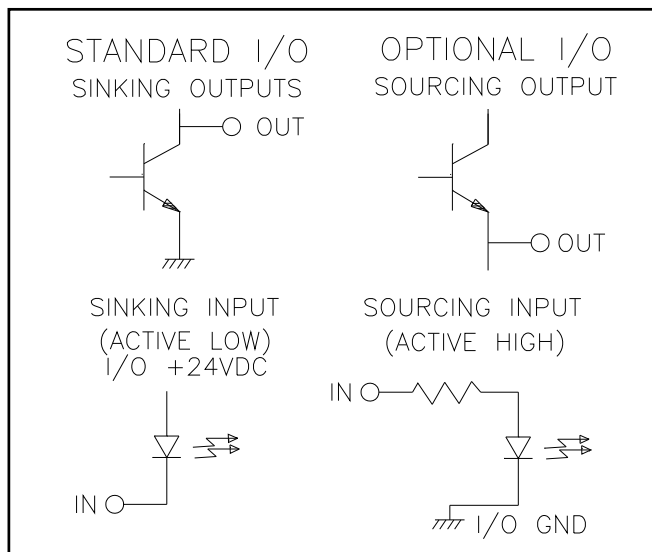 STANDARD I/O
SINKING OUTPUTS
OUT
OPTIONAL I/O
SOURCING OUTPUT
OUT
SINKING INPUT
(ACTIVE LOW)
I/O +24VDC
IN
SOURCING INPUT
(ACTIVE HIGH)
IN
I/O GND